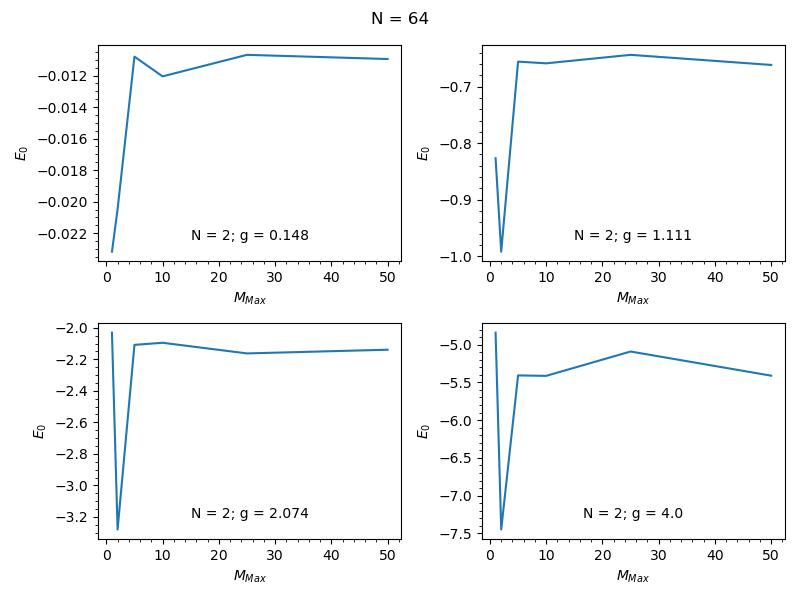 N = 64
−0.012
−0.014
−0.016
−0.018
−0.020
−0.022
E0
N = 2; g = 0.148
0 10 20 30 40 50
MMax
−0.7
−0.8
−0.9
−1.0
E0
N = 2; g = 1.111
0 10 20 30 40 50
MMax
−2.0
−2.2
−2.4
−2.6
−2.8
−3.0
−3.2
E0
N = 2; g = 2.074
0 10 20 30 40 50
MMax
−5.0
−5.5
−6.0
−6.5
−7.0
−7.5
E0
N = 2; g = 4.0
0 10 20 30 40 50
MMax